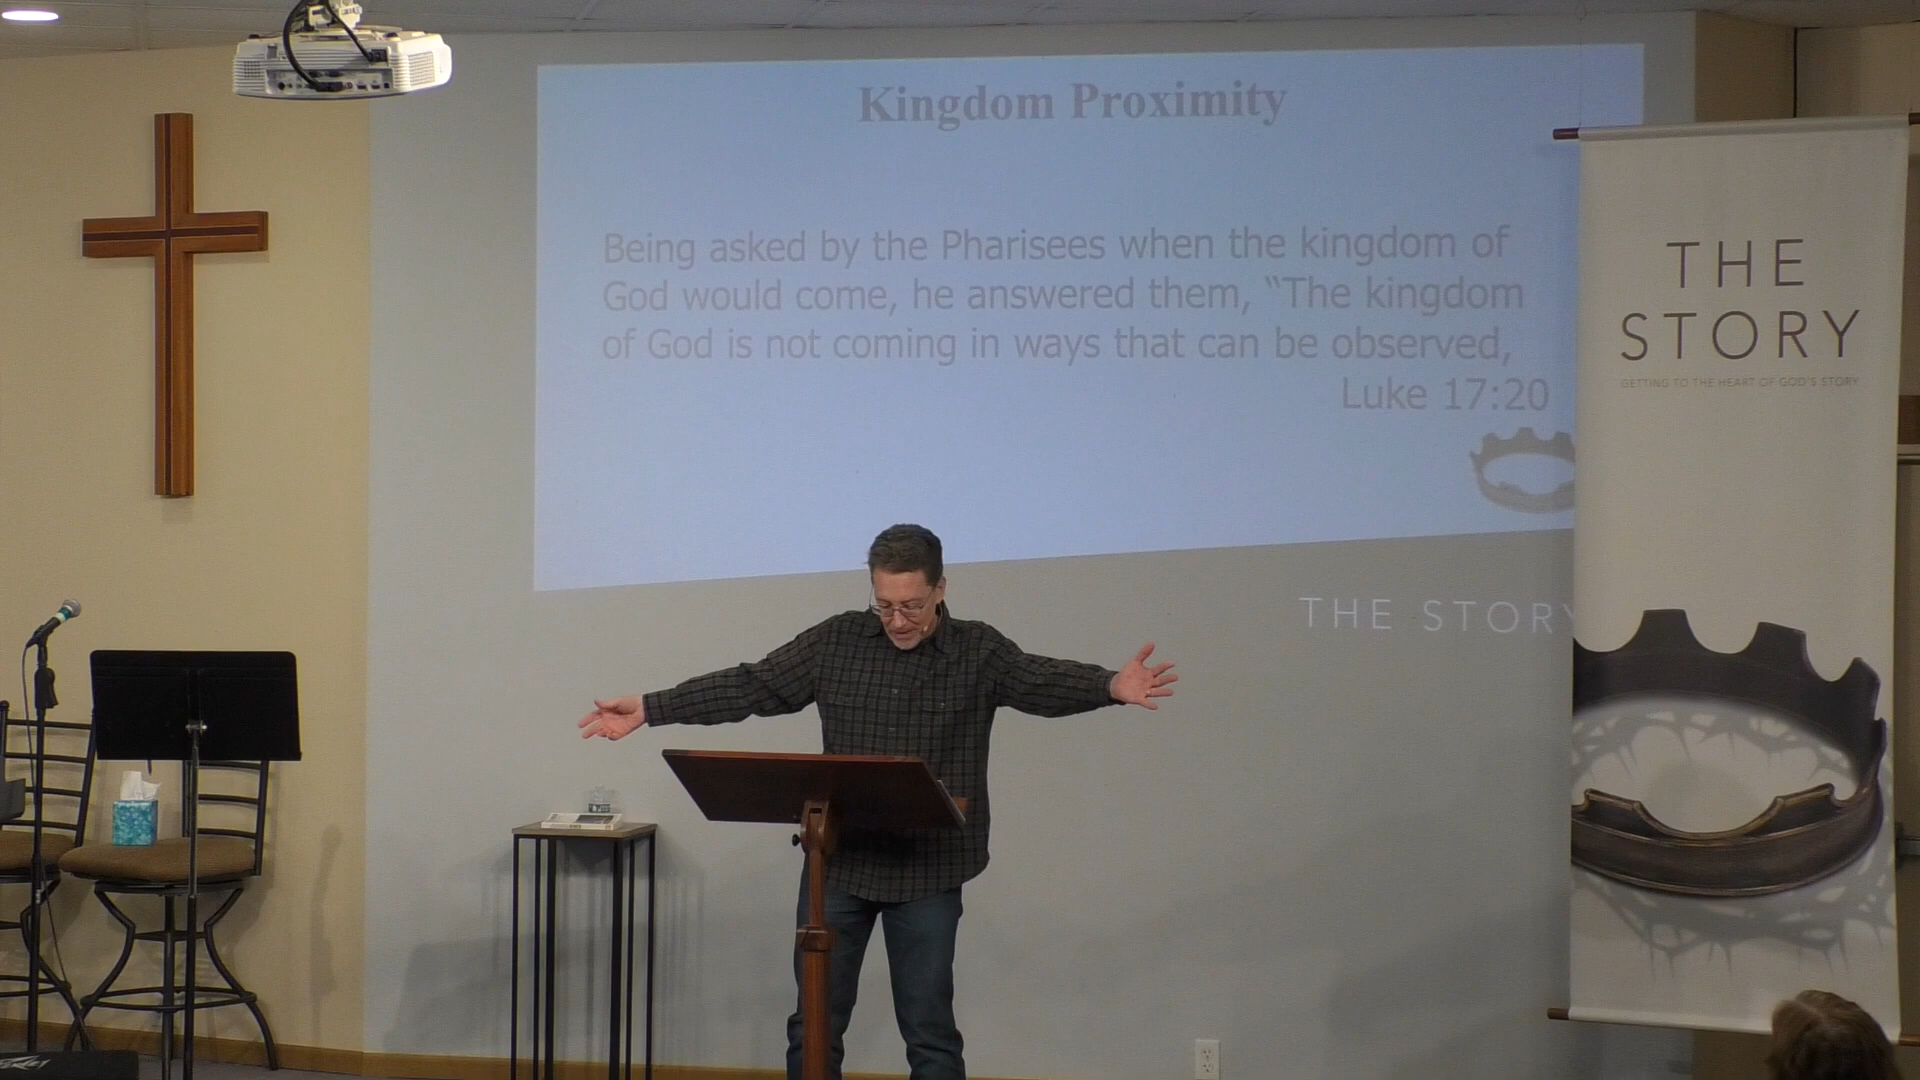 Kingdom Proximity
Being asked by the Pharisees when the kingdom of
God would come, he answered them, “The kingdom
of God is not coming in ways that can be observed,
Luke 17:20
THE STORY
THE
STORY
GETTING TO THE HEART OF GOD'S STORY